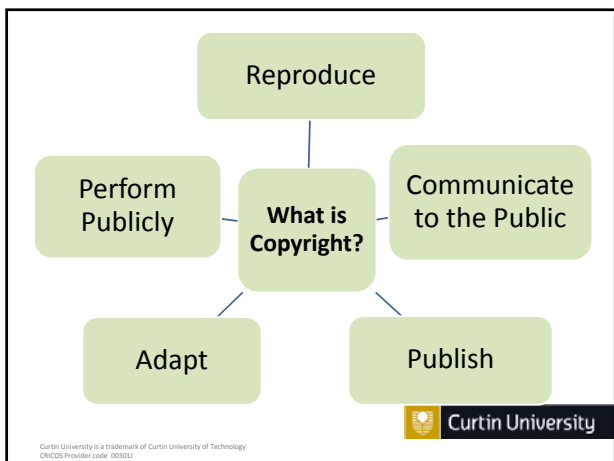 Reproduce
Perform
Publicly
What is
Copyright?
Communicate
to the Public
Adapt
Publish
Curtin University
Curtin University is a trademark of Curtin University of Technology
CRICOS Provider code 00301J